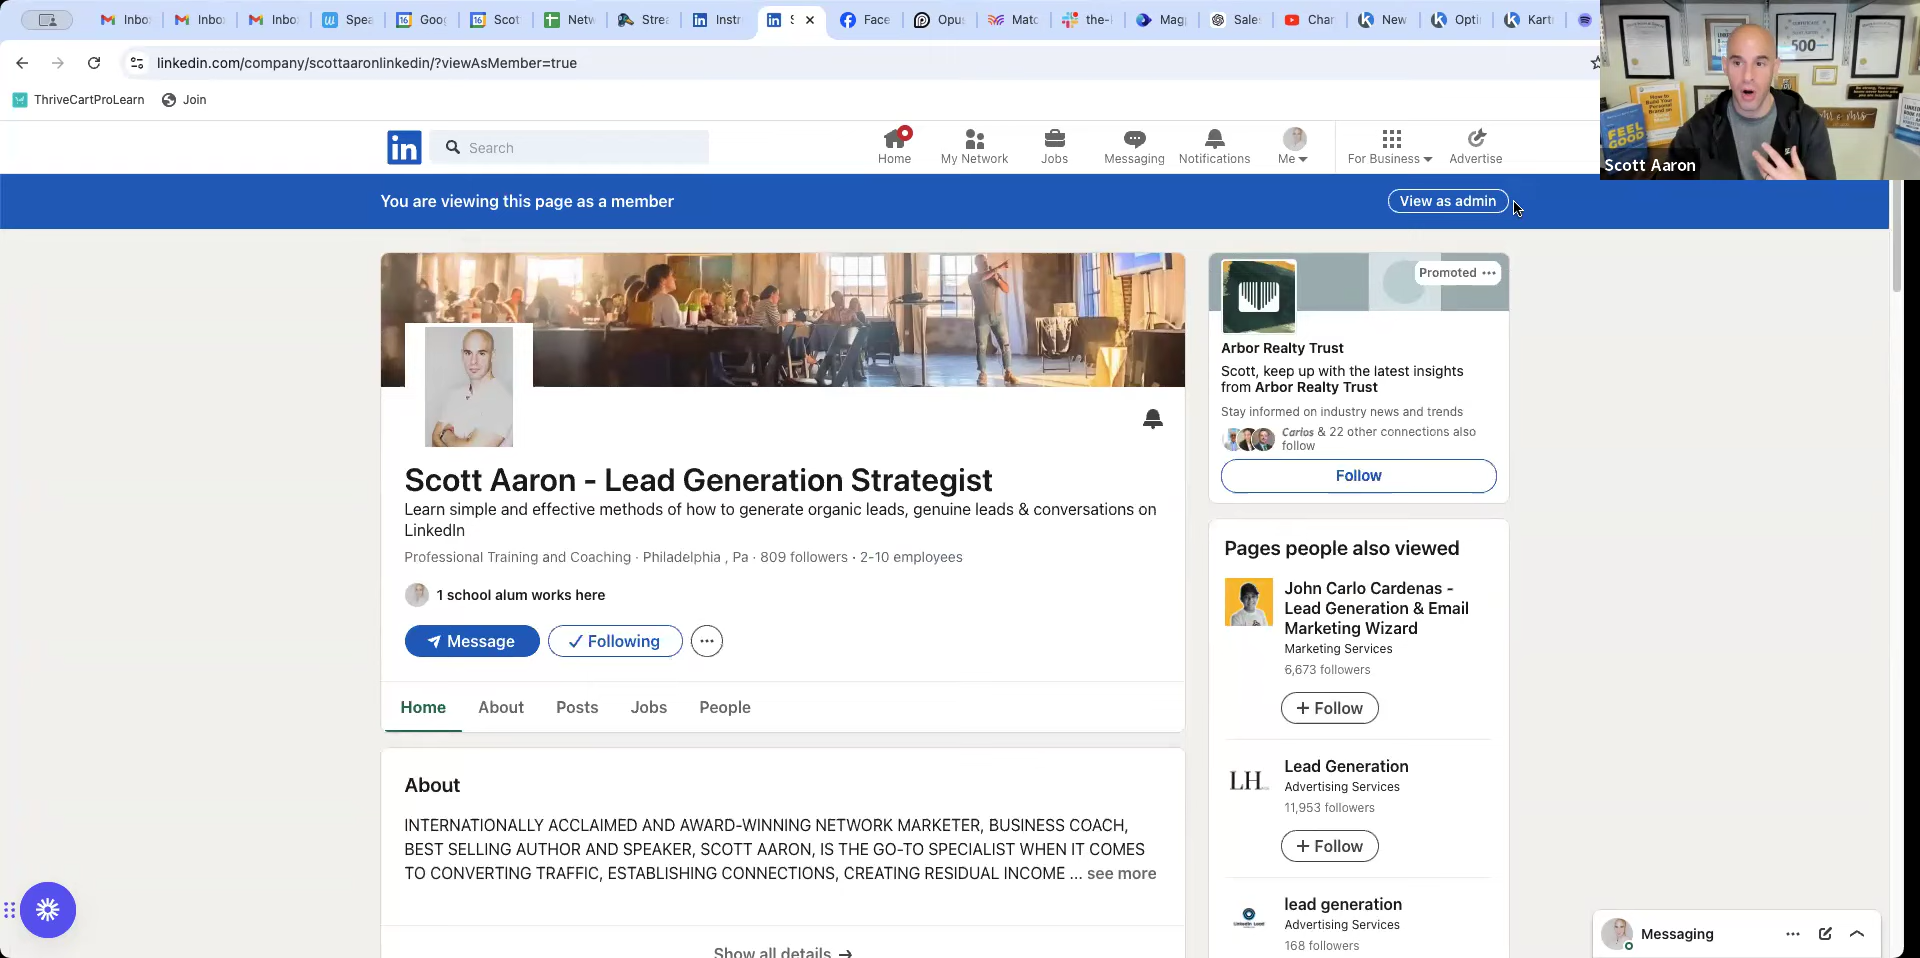 Inbo
Inbo
Inbo
Spea
Goog
Scot
Netw
Strea
Instr
S
Face
Opus
Matc
the-
Mag
Sale
Char
New
Opti
Kart
linkedin.com/company/scottaaronlinkedin/?viewAsMember=true
ThriveCartProLearn
Join
500
FEEL GOOD
Scott Aaron
in
Search
Home
My Network
Jobs
Messaging
Notifications
Me
For Business
Advertise
You are viewing this page as a member
View as admin
Promoted
Scott Aaron - Lead Generation Strategist
Learn simple and effective methods of how to generate organic leads, genuine leads & conversations on
LinkedIn
Professional Training and Coaching · Philadelphia , Pa · 809 followers · 2-10 employees
1 school alum works here
Message
Following
Home
About
Posts
Jobs
People
About
INTERNATIONALLY ACCLAIMED AND AWARD-WINNING NETWORK MARKETER, BUSINESS COACH,
BEST SELLING AUTHOR AND SPEAKER, SCOTT AARON, IS THE GO-TO SPECIALIST WHEN IT COMES
TO CONVERTING TRAFFIC, ESTABLISHING CONNECTIONS, CREATING RESIDUAL INCOME ... see more
Show all details →
Arbor Realty Trust
Scott, keep up with the latest insights
from Arbor Realty Trust
Stay informed on industry news and trends
Carlos & 22 other connections also
follow
Follow
Pages people also viewed
John Carlo Cardenas -
Lead Generation & Email
Marketing Wizard
Marketing Services
6,673 followers
+ Follow
LH
Lead Generation
Advertising Services
11,953 followers
+ Follow
lead generation
Advertising Services
168 followers
Messaging